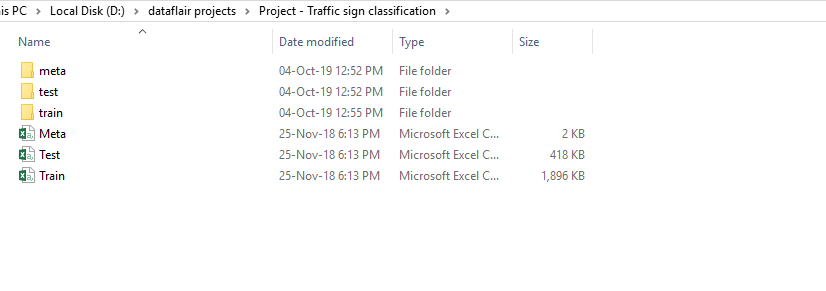 is PC > Local Disk (D:) > dataflair projects > Project - Traffic sign classification >
Name Date modified Type Size
meta 04-Oct-19 12:52 PM File folder
test 04-Oct-19 12:52 PM File folder
train 04-Oct-19 12:55 PM File folder
Meta 25-Nov-18 6:13 PM Microsoft Excel C... 2 KB
Test 25-Nov-18 6:13 PM Microsoft Excel C... 418 KB
Train 25-Nov-18 6:13 PM Microsoft Excel C... 1,896 KB